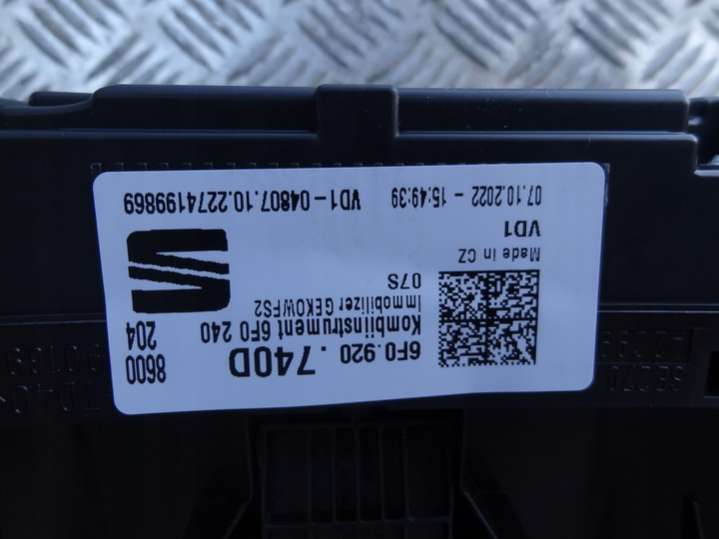 6F0.920 .740D
8600
204
Kombiinstrument 6F0 240
Immobilizer GEKOWFS2
07S
Made in CZ
VD1
07.10.2022 - 15:49:39 VD1-04807.10.2274199869